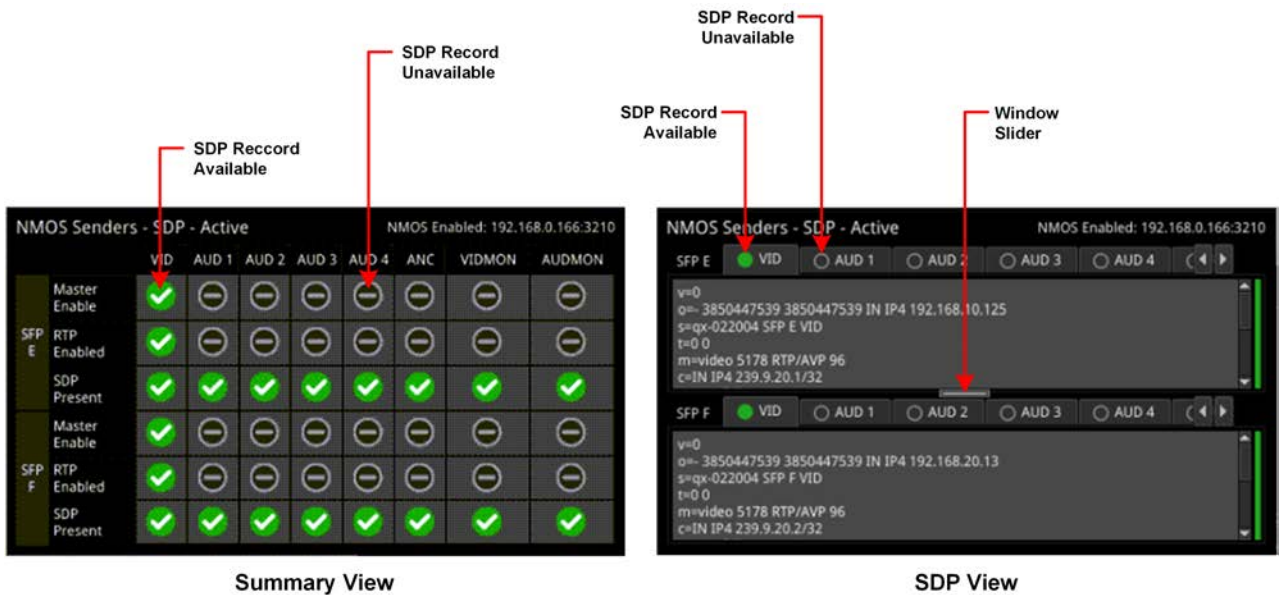 SDP Record
Unavailable
SDP Reccord
Available
NMOS Senders - SDP - Active
NMOS Enabled: 192.168.0.166:3210
VID AUD 1 AUD 2 AUD 3 AUD 4 ANC VIDMON AUDMON
SFP
E
Master
Enable
RTP
Enabled
SDP
Present
SFP
F
Master
Enable
RTP
Enabled
SDP
Present
Summary View
SDP Record
Unavailable
SDP Record
Available
Window
Slider
NMOS Senders - SDP - Active
NMOS Enabled: 192.168.0.166:3210
SFP E VID AUD 1 AUD 2 AUD 3 AUD 4
v=0
o=- 3850447539 3850447539 IN IP4 192.168.10.125
s=qx-022004 SFP E VID
t=0 0
m=video 5178 RTP/AVP 96
c=IN IP4 239.9.20.1/32
SFP F VID AUD 1 AUD 2 AUD 3 AUD 4
v=0
o=- 3850447539 3850447539 IN IP4 192.168.20.13
s=qx-022004 SFP F VID
t=0 0
m=video 5178 RTP/AVP 96
c=IN IP4 239.9.20.2/32
SDP View